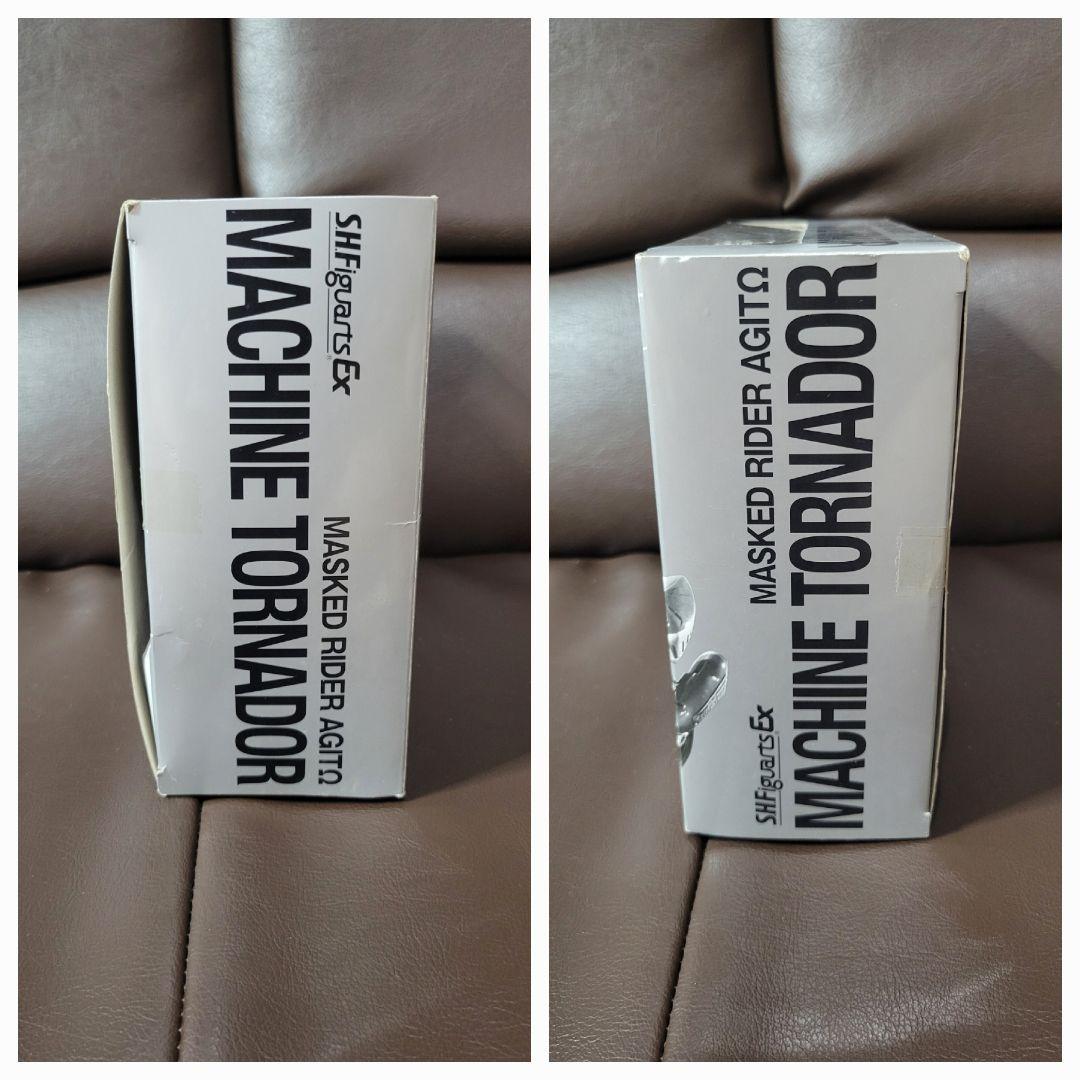 S.H.Figuarts Ex
MACHINE TORNADOR
MASKED RIDER AGITΩ
MASKED RIDER AGITΩ
S.H.Figuarts Ex
MACHINE TORNADOR